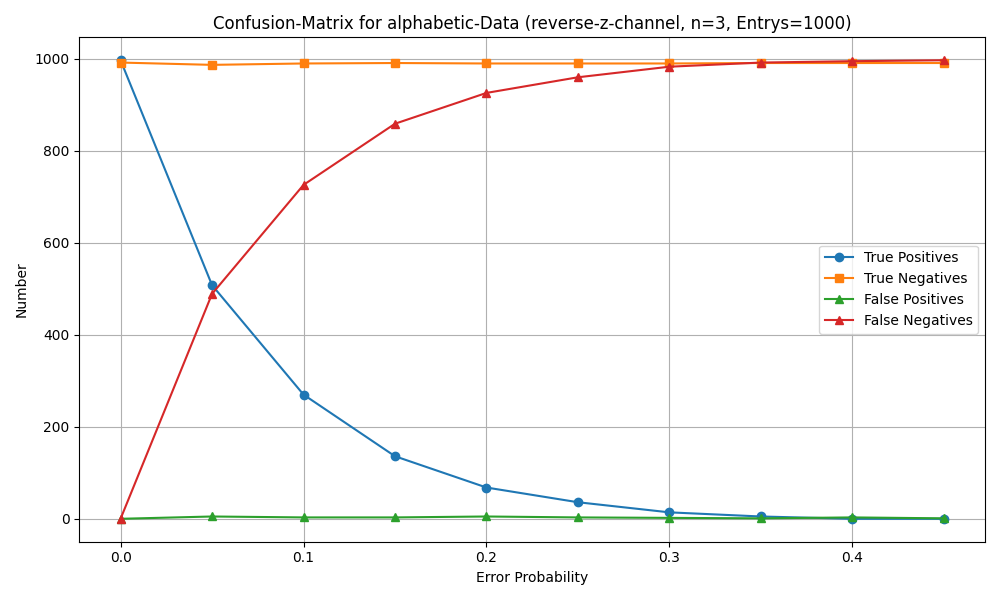 Confusion-Matrix for alphabetic-Data (reverse-z-channel, n=3, Entrys=1000)
Number
1000
800
600
400
200
0
True Positives
True Negatives
False Positives
False Negatives
0.0 0.1 0.2 0.3 0.4
Error Probability